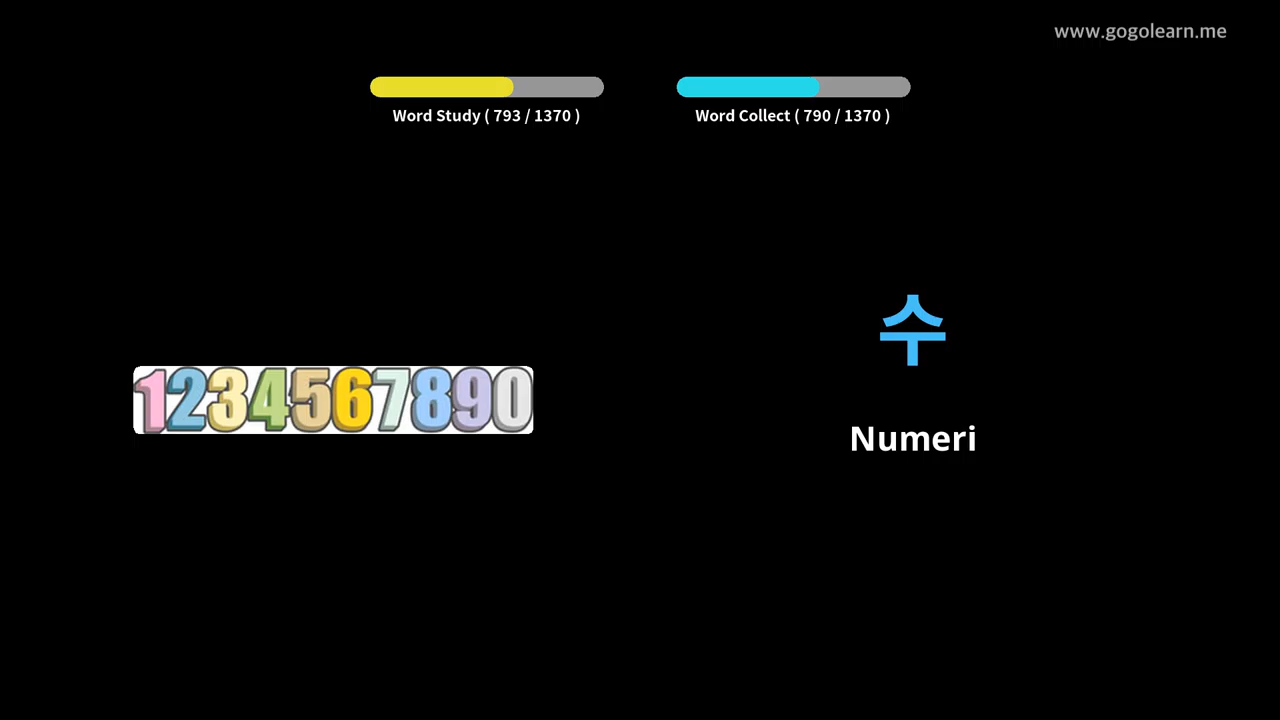 www.gogolearn.me
Word Study ( 793 / 1370 )
Word Collect ( 790 / 1370 )
수
1234567890
Numeri